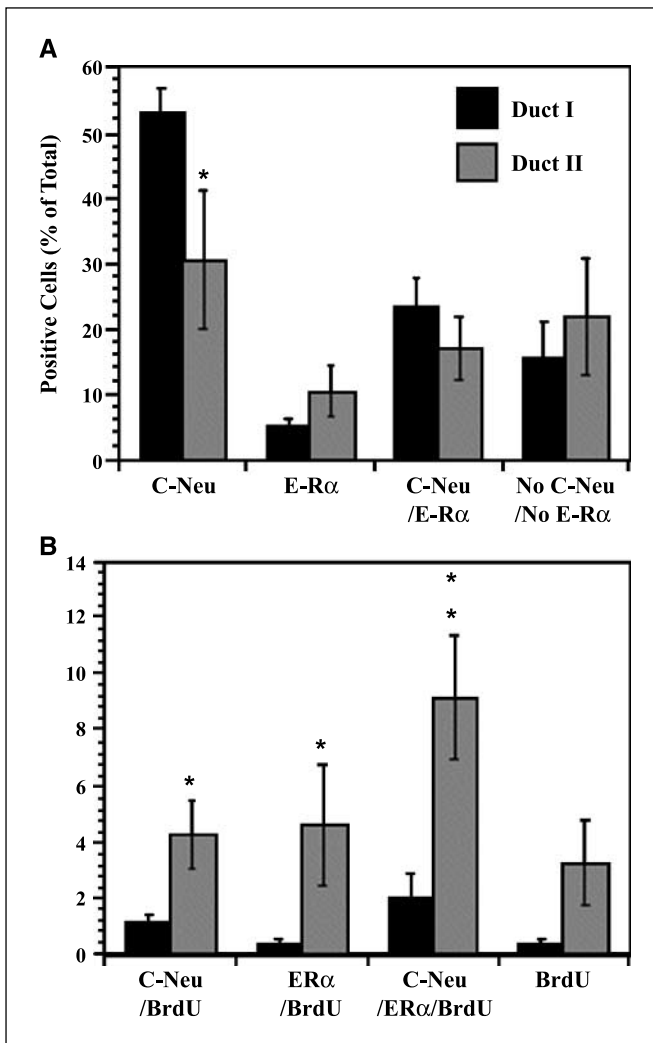 A
60
50
40
30
20
10
0
Positive Cells (% of Total)
Duct I
Duct II
*
C-Neu
E-Rα
C-Neu
/E-Rα
No C-Neu
/No E-Rα
B
14
12
10
8
6
4
2
0
*
*
*
*
C-Neu
/BrdU
ERα
/BrdU
C-Neu
/ERα/BrdU
BrdU